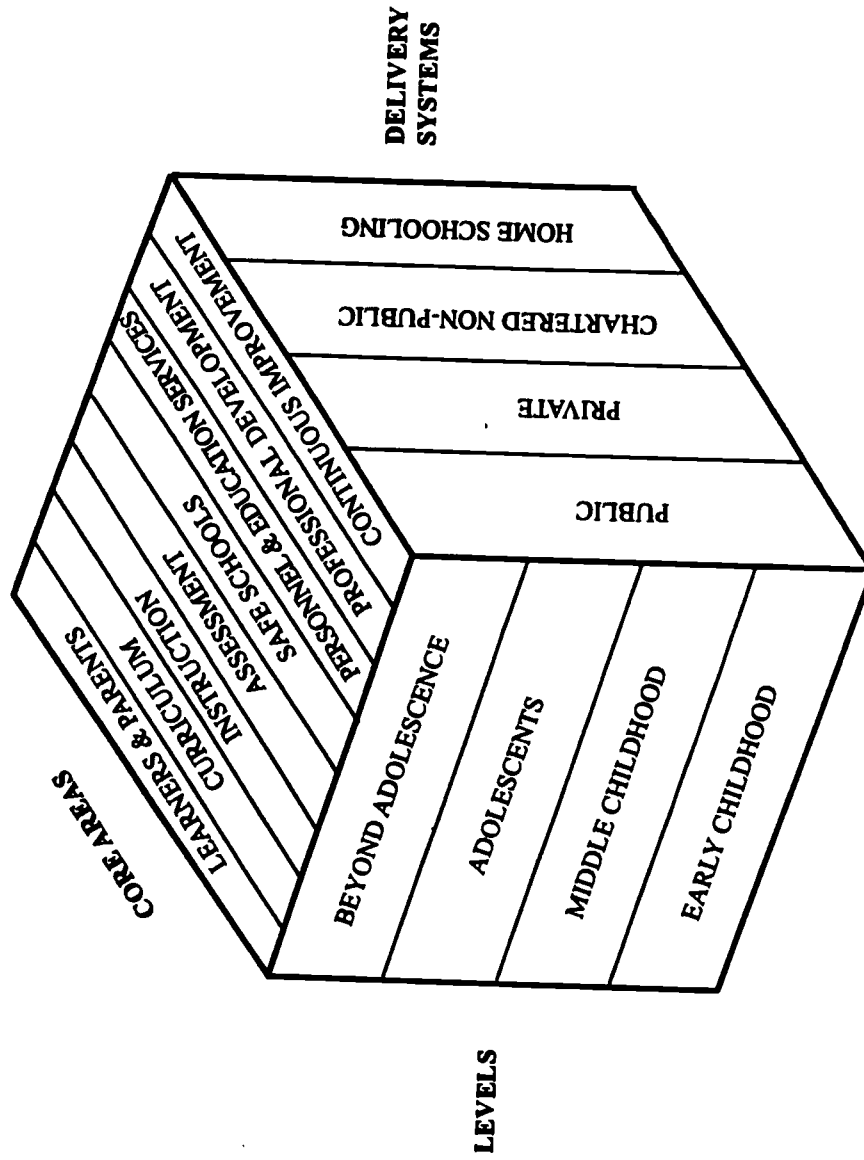 CORE AREAS
LEARNERS & PARENTS
CURRICULUM
INSTRUCTION
ASSESSMENT
SAFE SCHOOLS
PERSONNEL & EDUCATION SERVICES
PROFESSIONAL DEVELOPMENT
CONTINUOUS IMPROVEMENT
LEVELS
BEYOND ADOLESCENCE
ADOLESCENTS
MIDDLE CHILDHOOD
EARLY CHILDHOOD
DELIVERY
SYSTEMS
PUBLIC
PRIVATE
CHARTERED NON-PUBLIC
HOME SCHOOLING